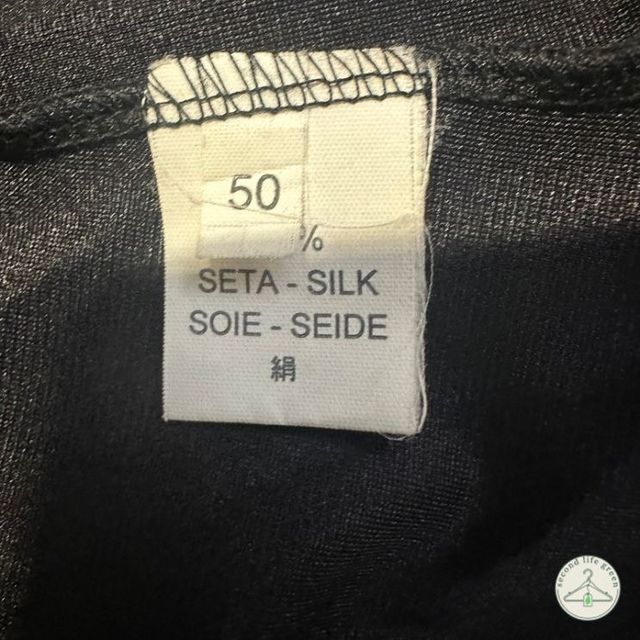 50
%
SETA - SILK
SOIE - SEIDE
絹
second life green